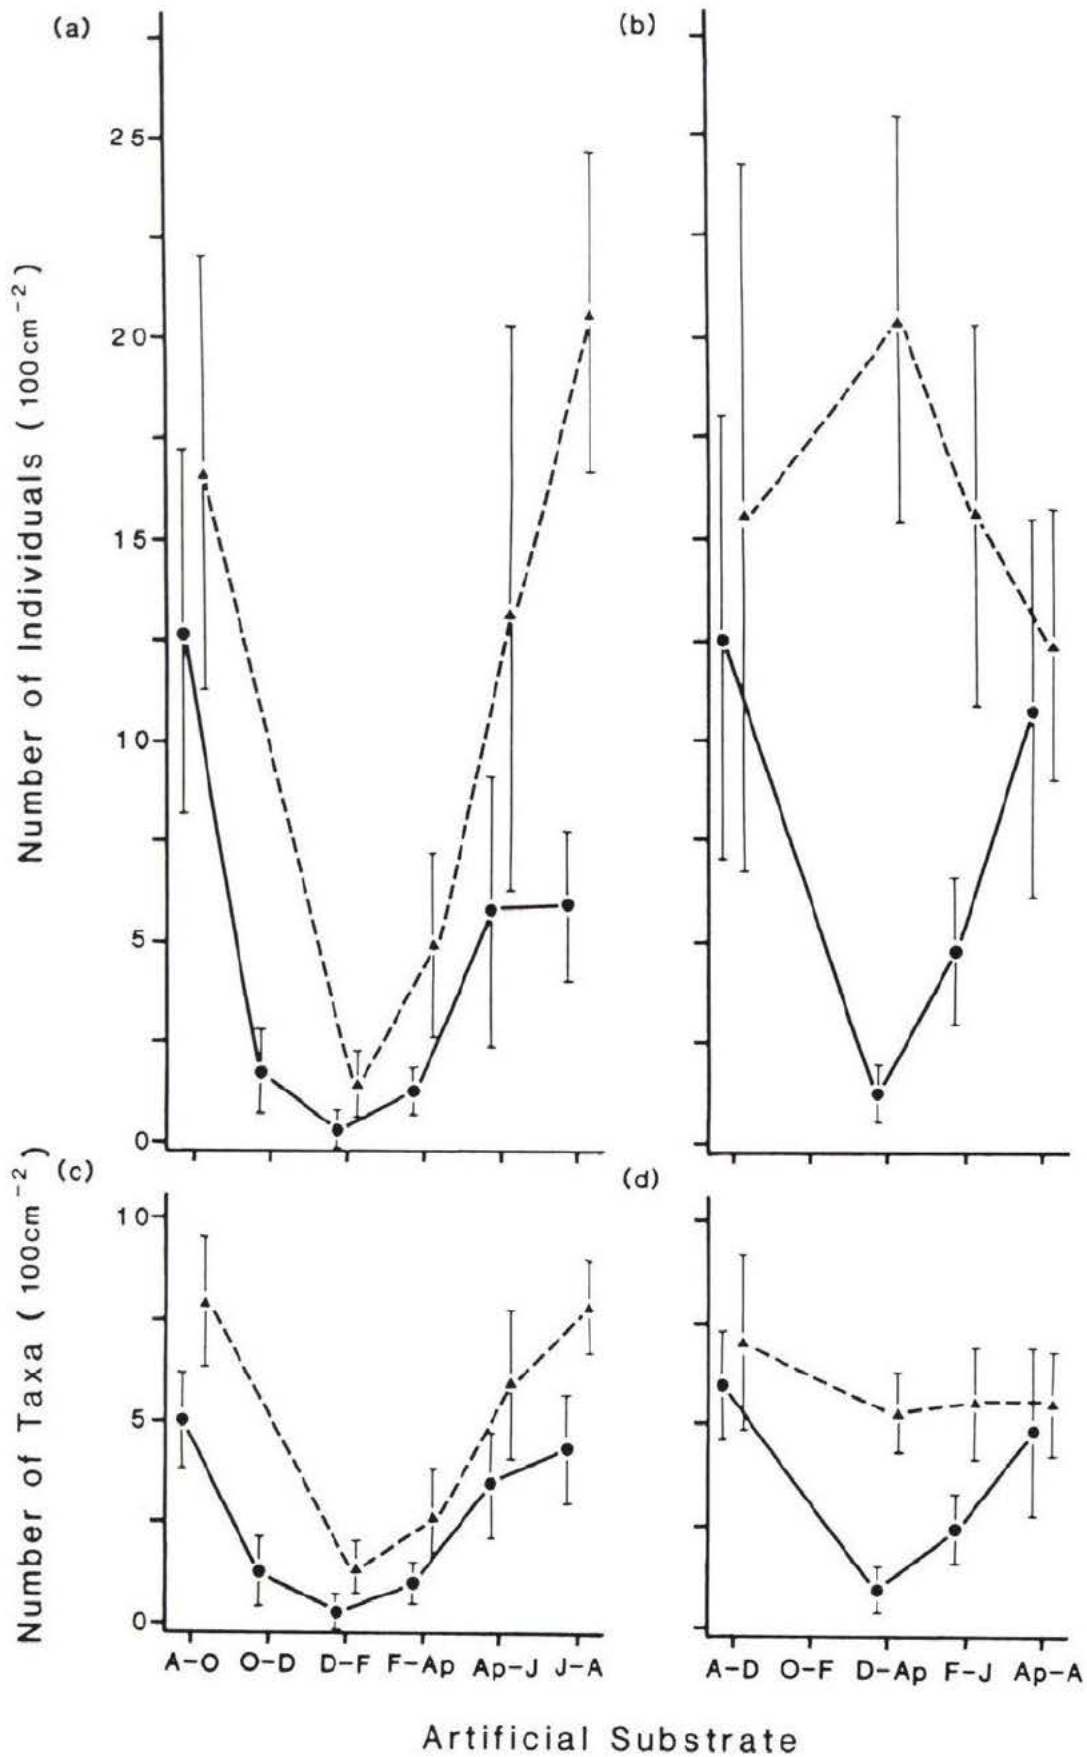 (a)
(b)
25
20
15
10
5
0
Number of Individuals (100cm⁻²)
(c)
(d)
10
5
0
Number of Taxa (100cm⁻²)
A-O O-D D-F F-Ap Ap-J J-A
A-D O-F D-Ap F-J Ap-A
Artificial Substrate